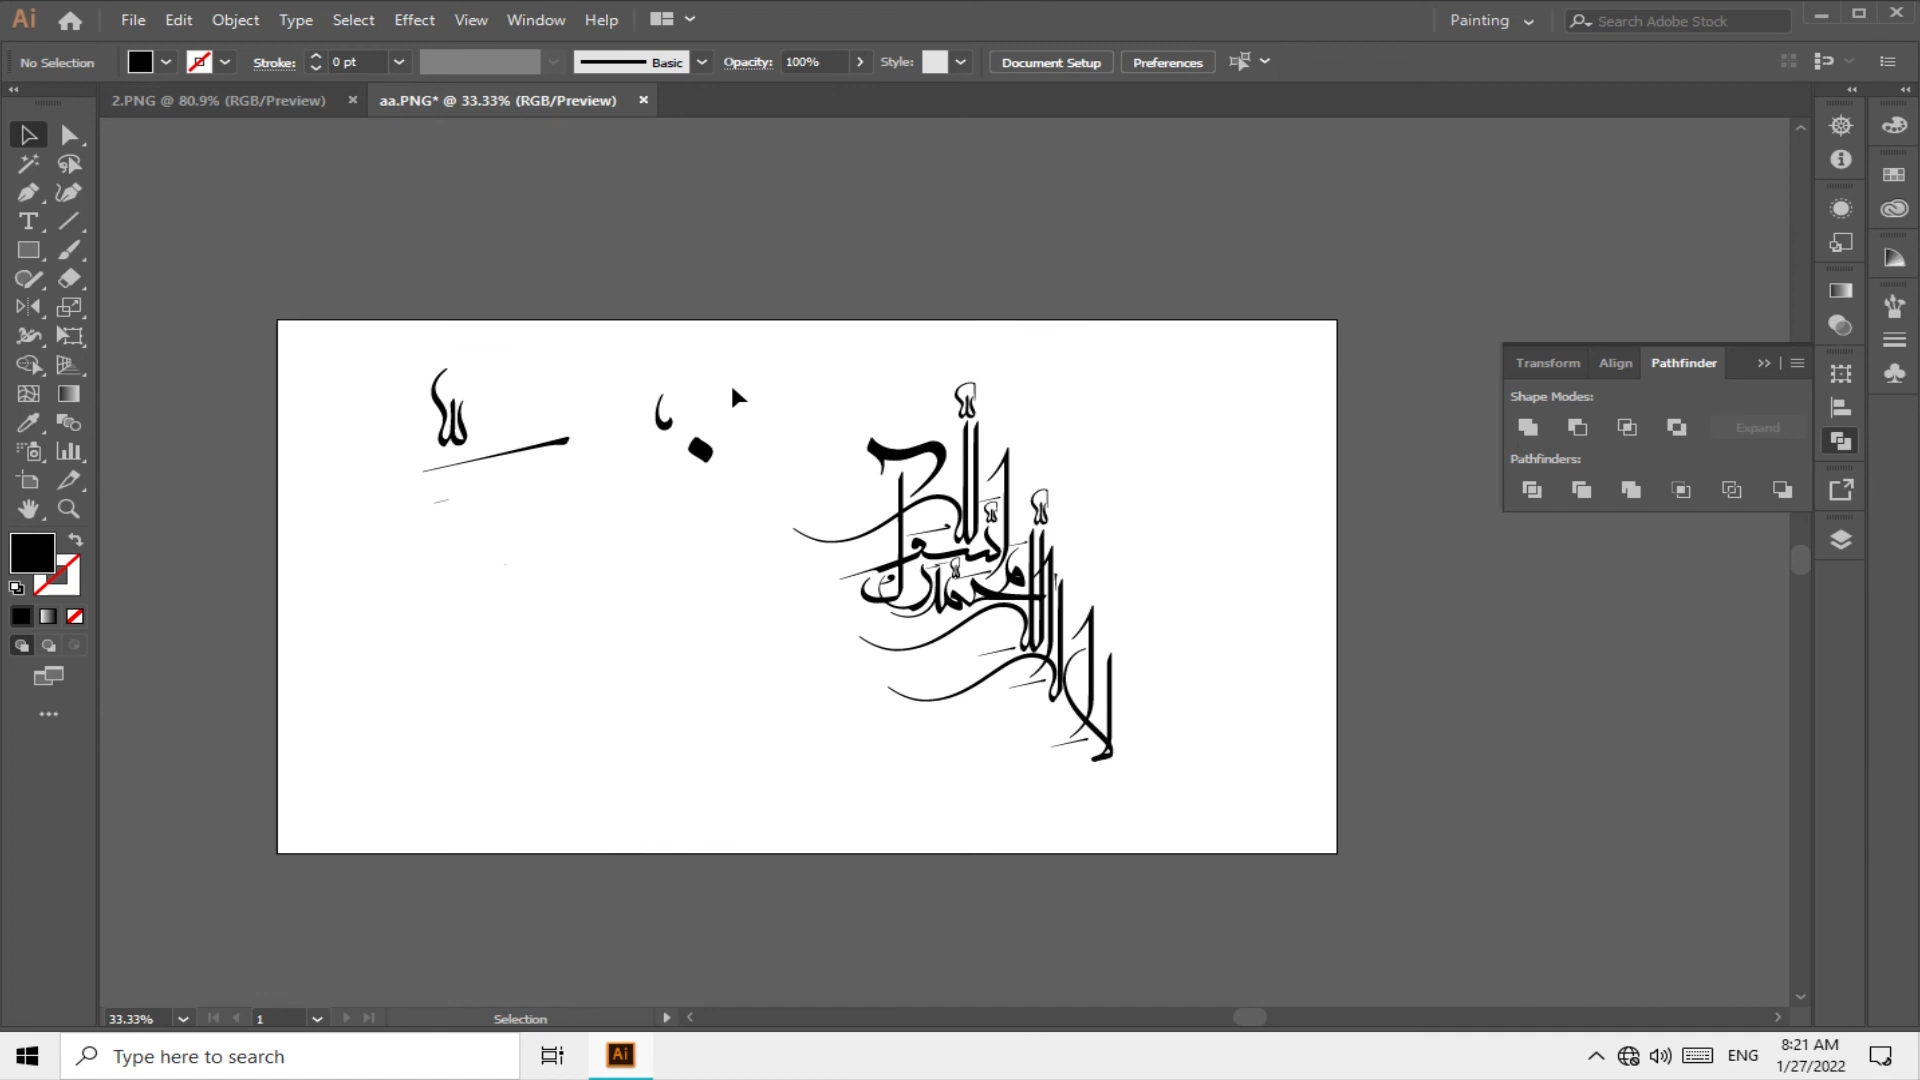 Ai File Edit Object Type Select Effect View Window Help Painting Search Adobe Stock
No Selection Stroke: 0 pt Basic Opacity: 100% Style: Document Setup Preferences
2.PNG @ 80.9% (RGB/Preview) aa.PNG* @ 33.33% (RGB/Preview)
Transform Align Pathfinder
Shape Modes:
Expand
Pathfinders:
لا إله إلا الله
محمد رسول الله
33.33% 1 Selection
Type here to search Ai ENG 8:21 AM
1/27/2022